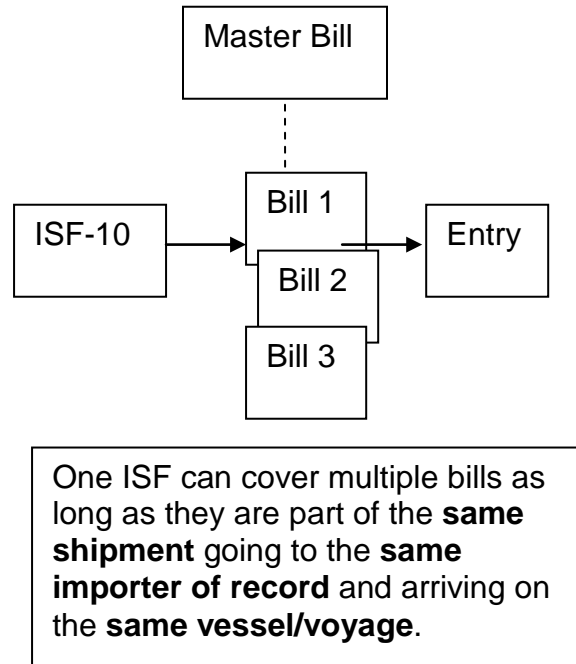 Master Bill
Bill 1
ISF-10
Entry
Bill 2
Bill 3
One ISF can cover multiple bills as
long as they are part of the same
shipment going to the same
importer of record and arriving on
the same vessel/voyage.